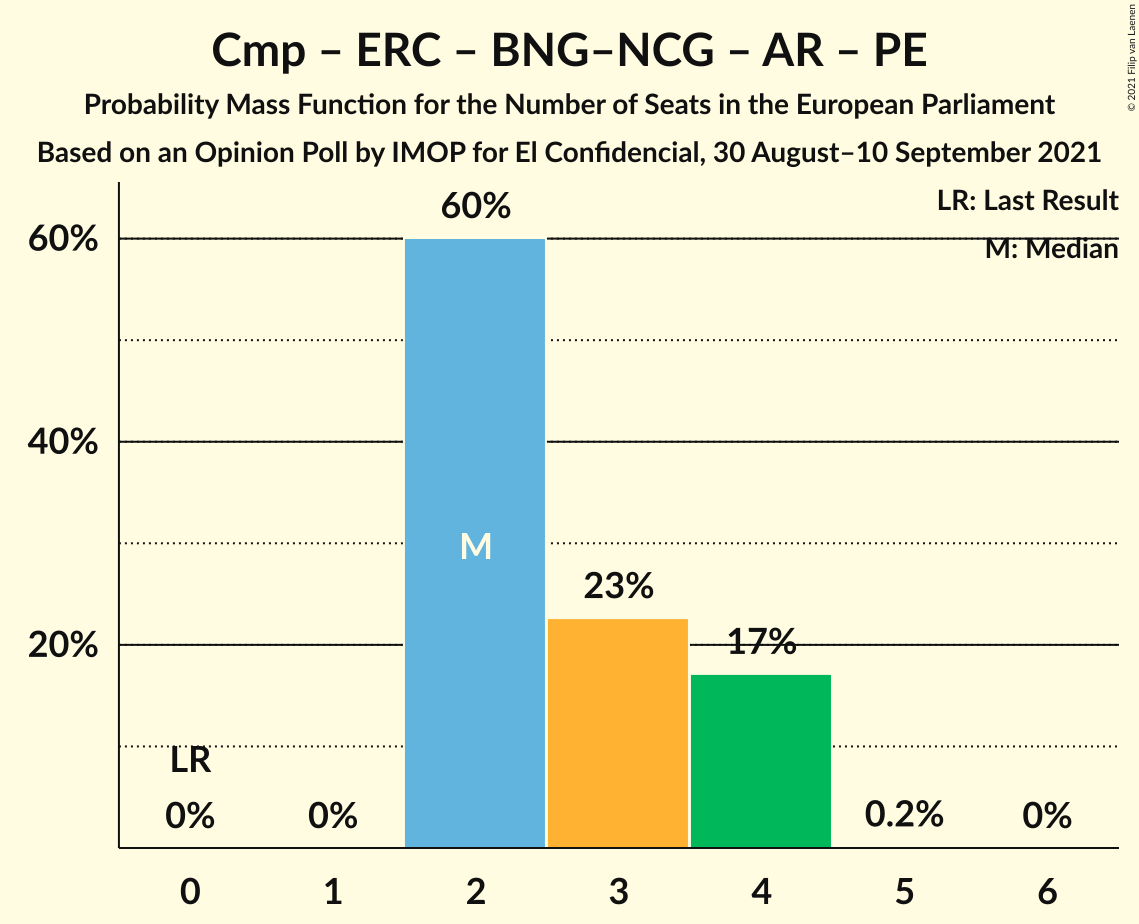 Cmp – ERC – BNG–NCG – AR – PE
Probability Mass Function for the Number of Seats in the European Parliament
Based on an Opinion Poll by IMOP for El Confidencial, 30 August–10 September 2021
© 2021 Filip van Laenen
LR: Last Result
M: Median
60%
60%
40%
M
23%
20%
17%
LR
0%
0%
0.2%
0%
0
1
2
3
4
5
6